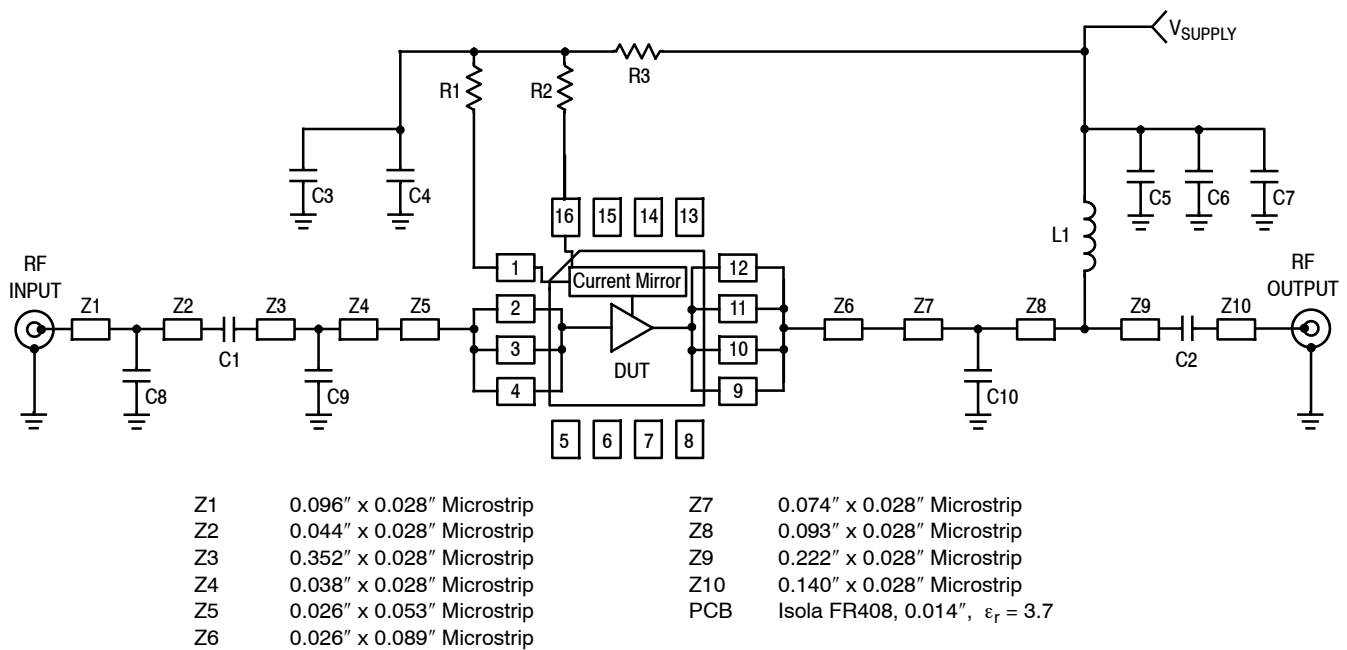 VSUPPLY
R3
R1
R2
C3
C4
C5
C6
C7
16
15
14
13
L1
RF
INPUT
1
Current Mirror
12
RF
OUTPUT
Z1
Z2
Z3
Z4
Z5
2
11
Z6
Z7
Z8
Z9
Z10
C1
3
DUT
10
C2
C8
C9
4
9
C10
5
6
7
8
Z1 0.096″ x 0.028″ Microstrip
Z2 0.044″ x 0.028″ Microstrip
Z3 0.352″ x 0.028″ Microstrip
Z4 0.038″ x 0.028″ Microstrip
Z5 0.026″ x 0.053″ Microstrip
Z6 0.026″ x 0.089″ Microstrip
Z7 0.074″ x 0.028″ Microstrip
Z8 0.093″ x 0.028″ Microstrip
Z9 0.222″ x 0.028″ Microstrip
Z10 0.140″ x 0.028″ Microstrip
PCB Isola FR408, 0.014″, εr = 3.7